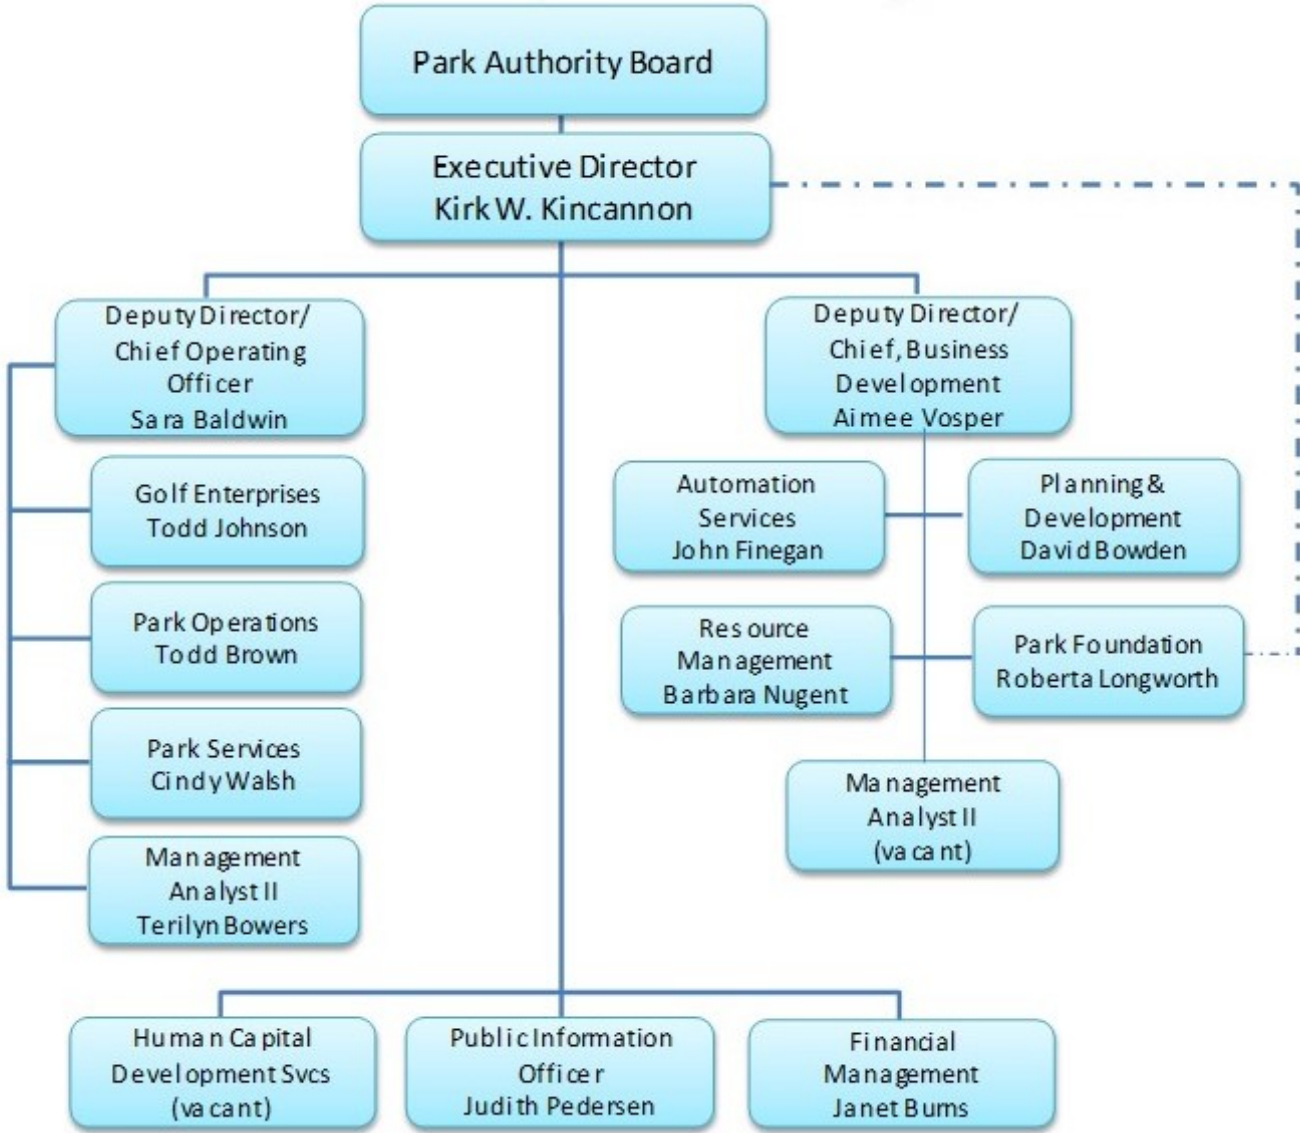 Park Authority Board
Executive Director
Kirk W. Kincannon
Deputy Director/
Chief Operating
Officer
Sara Baldwin
Golf Enterprises
Todd Johnson
Park Operations
Todd Brown
Park Services
Cindy Walsh
Management
Analyst II
Terilyn Bowers
Deputy Director/
Chief, Business
Development
Aimee Vosper
Automation
Services
John Finegan
Planning &
Development
David Bowden
Resource
Management
Barbara Nugent
Park Foundation
Roberta Longworth
Management
Analyst II
(vacant)
Human Capital
Development Svcs
(vacant)
Public Information
Officer
Judith Pedersen
Financial
Management
Janet Burns